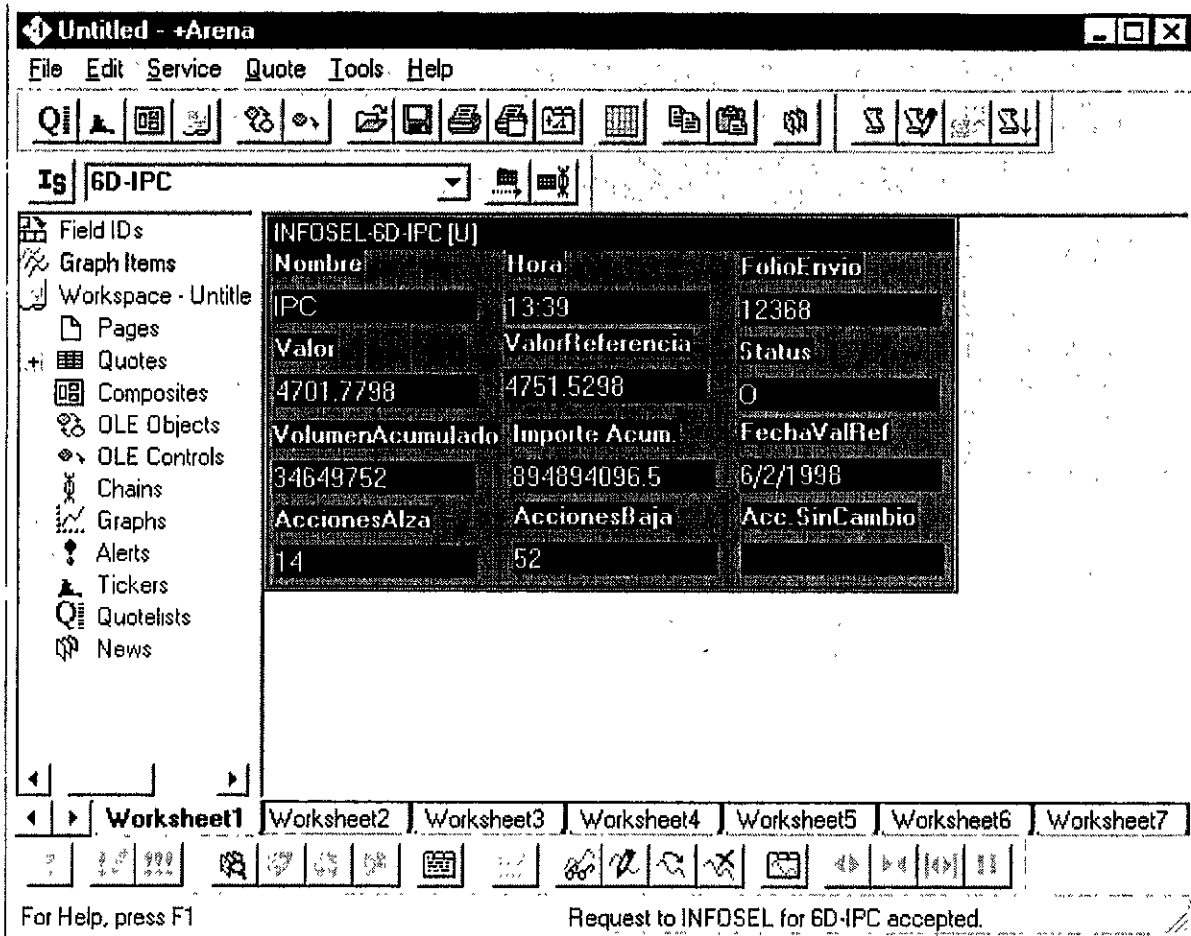 Untitled - +Arena
File Edit Service Quote Tools Help
IS 6D-IPC
Field IDs
Graph Items
Workspace - Untitle
Pages
Quotes
Composites
OLE Objects
OLE Controls
Chains
Graphs
Alerts
Tickers
Quotelists
News
INFOSEL-6D-IPC [U]
Nombre Hora FolioEnvio
IPC 13:39 12368
Valor ValorReferencia Status
4701.7798 4751.5298 O
VolumenAcumulado Importe Acum. FechaValRef
34649752 894894096.5 6/2/1998
AccionesAlza AccionesBaja Acc.SinCambio
14 52
Worksheet1 Worksheet2 Worksheet3 Worksheet4 Worksheet5 Worksheet6 Worksheet7
For Help, press F1 Request to INFOSEL for 6D-IPC accepted.